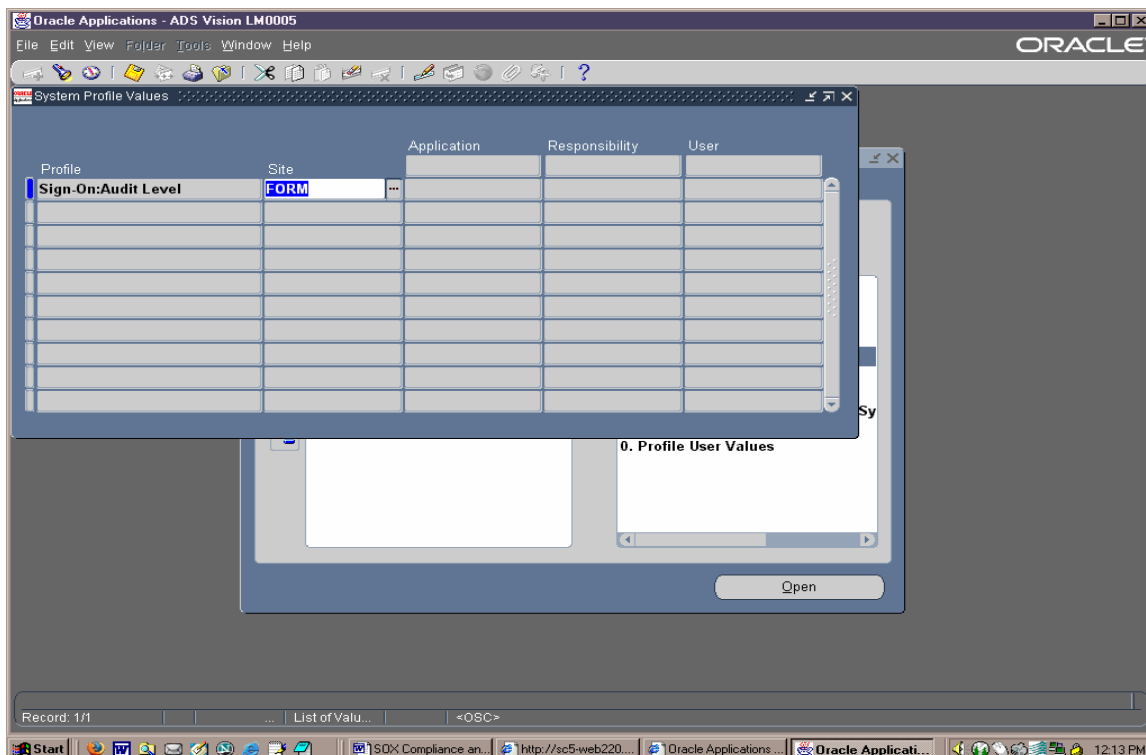 Oracle Applications - ADS Vision LM0005
File Edit View Folder Tools Window Help
ORACLE
System Profile Values
Application Responsibility User
Profile Site
Sign-On:Audit Level FORM ...
Sy
0. Profile User Values
Open
Record: 1/1 ... List of Valu... <OSC>
Start SOX Compliance an... http://sc5-web220.... Oracle Applications ... Oracle Applicati... 12:13 PM